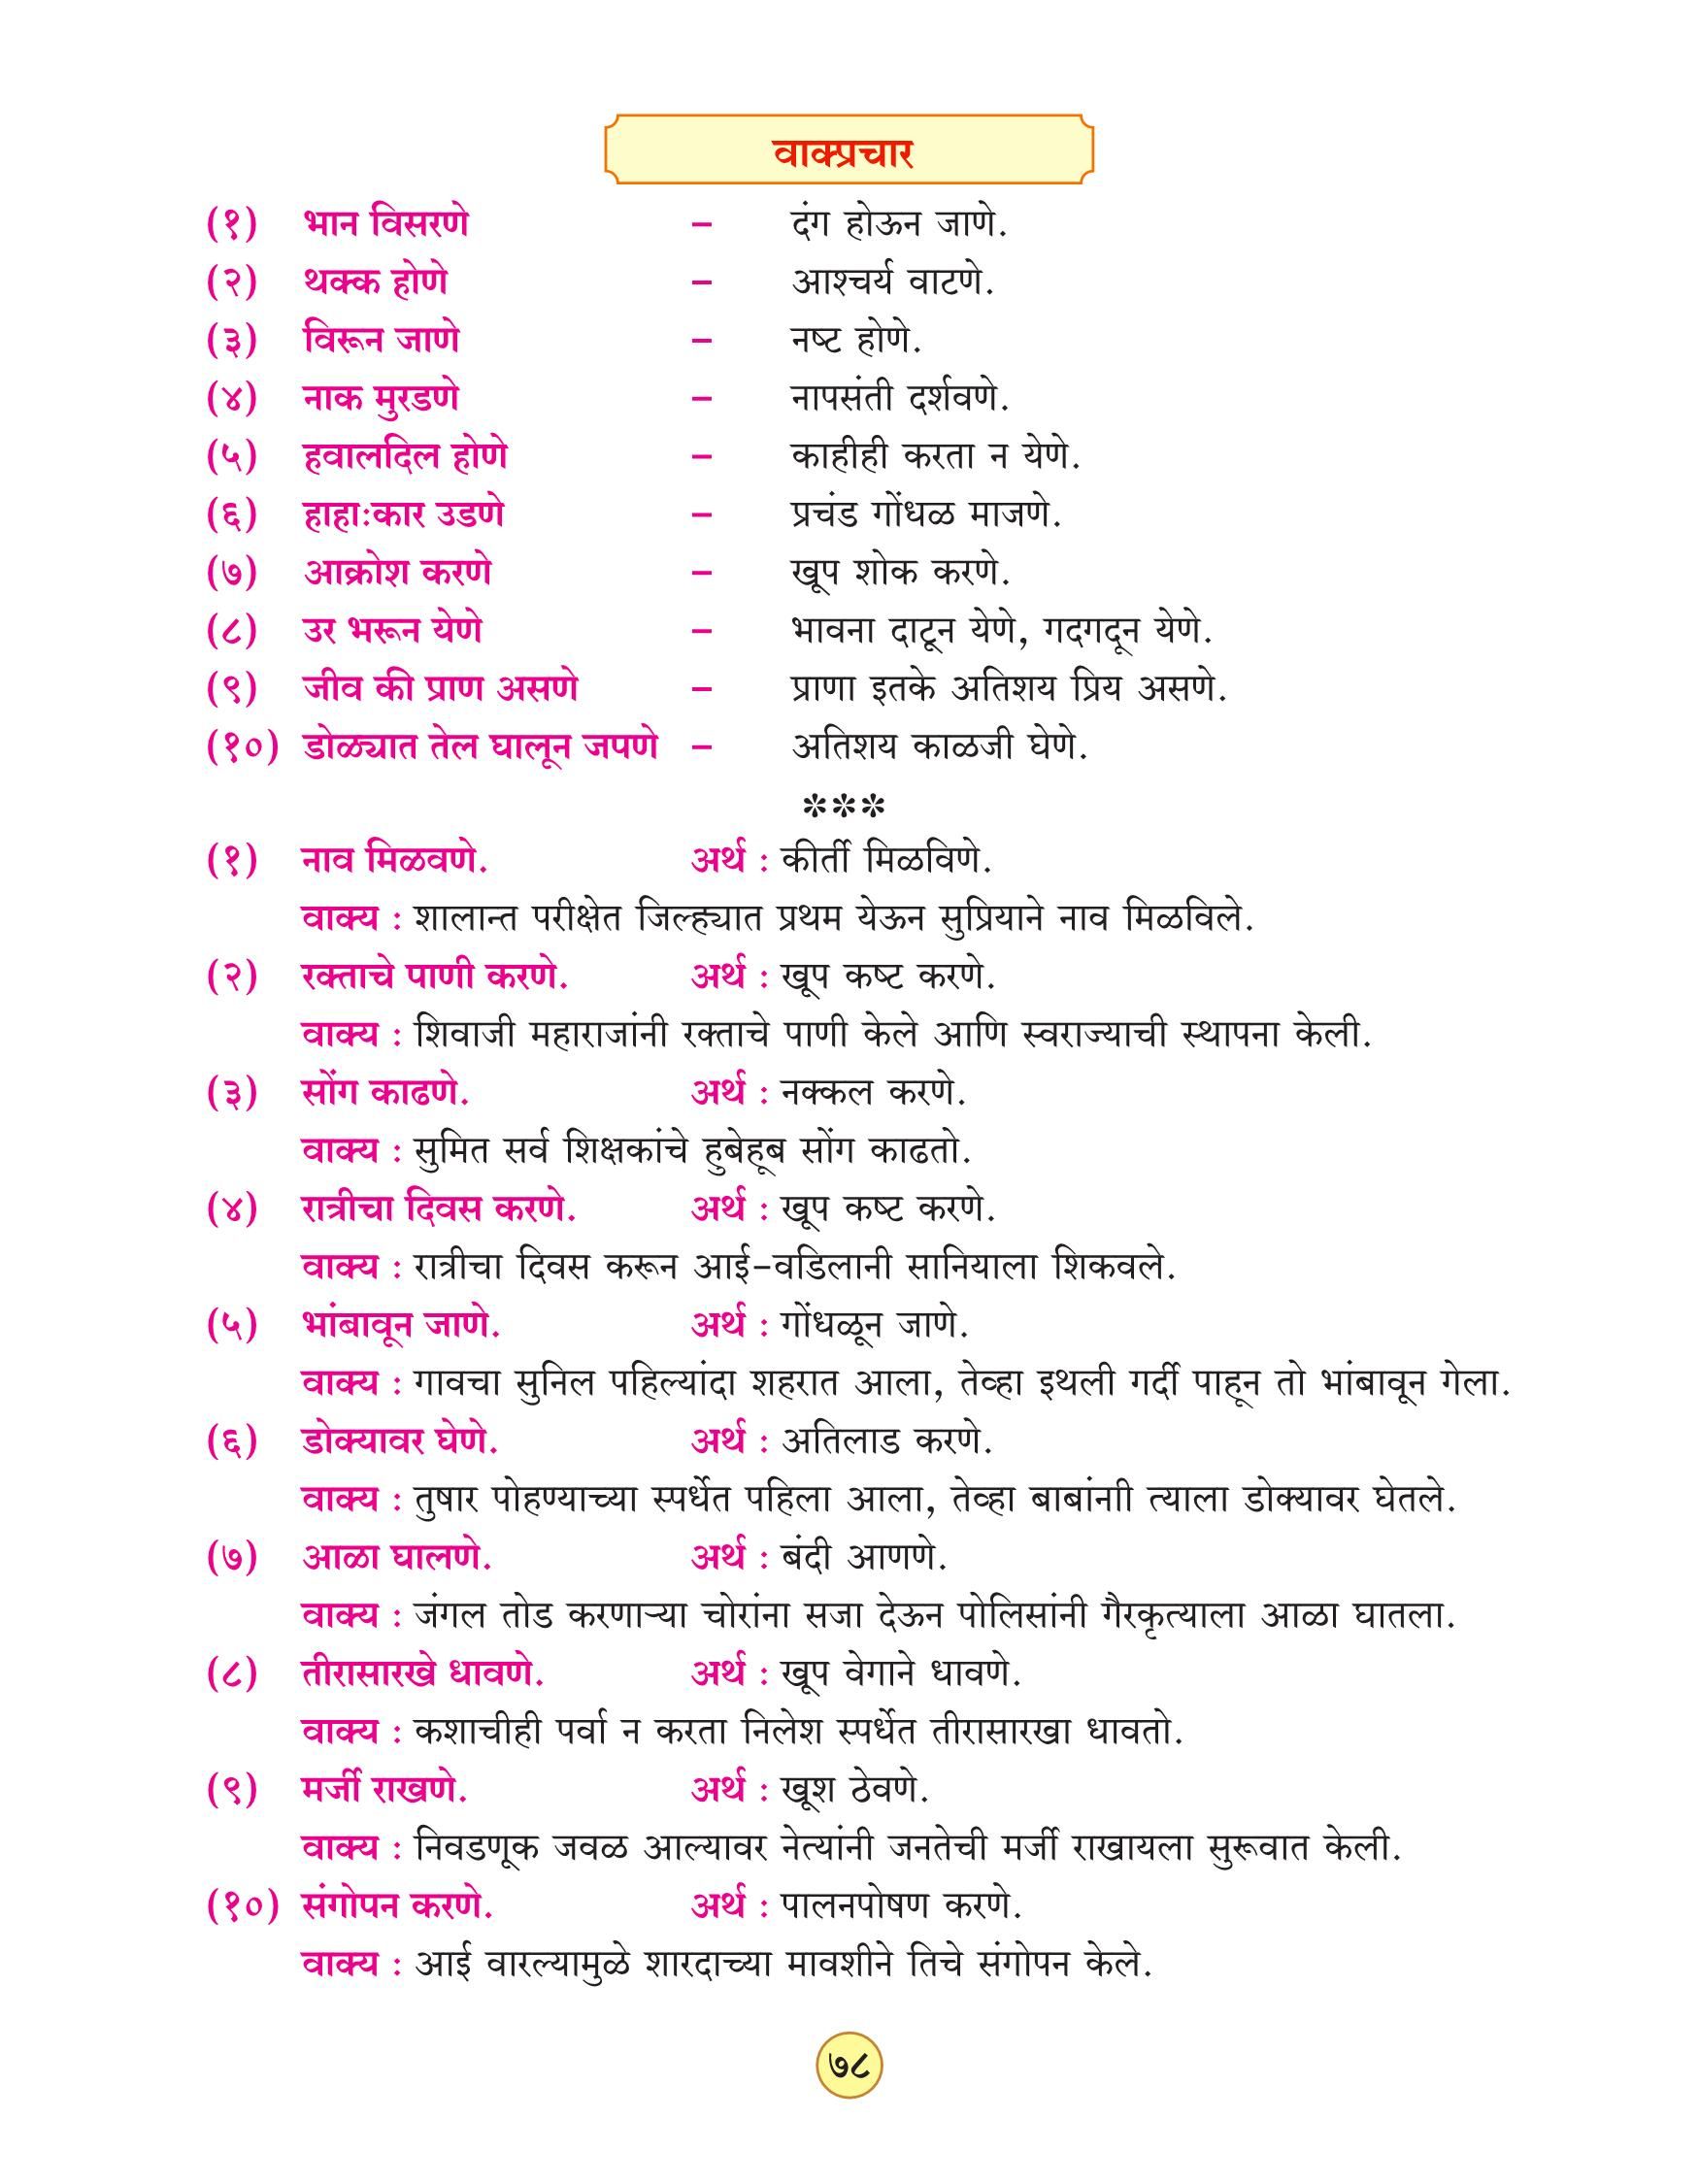 वाक्प्रचार
(१) भान विसरणे – दंग होऊन जाणे.
(२) थक्क होणे – आश्चर्य वाटणे.
(३) विरून जाणे – नष्ट होणे.
(४) नाक मुरडणे – नापसंती दर्शवणे.
(५) हवालदिल होणे – काहीही करता न येणे.
(६) हाहाःकार उडणे – प्रचंड गोंधळ माजणे.
(७) आक्रोश करणे – खूप शोक करणे.
(८) उर भरून येणे – भावना दाटून येणे, गदगदून येणे.
(९) जीव की प्राण असणे – प्राणा इतके अतिशय प्रिय असणे.
(१०) डोळ्यात तेल घालून जपणे – अतिशय काळजी घेणे.
***
(१) नाव मिळवणे. अर्थ : कीर्ती मिळविणे.
वाक्य : शालान्त परीक्षेत जिल्ह्यात प्रथम येऊन सुप्रियाने नाव मिळविले.
(२) रक्ताचे पाणी करणे. अर्थ : खूप कष्ट करणे.
वाक्य : शिवाजी महाराजांनी रक्ताचे पाणी केले आणि स्वराज्याची स्थापना केली.
(३) सोंग काढणे. अर्थ : नक्कल करणे.
वाक्य : सुमित सर्व शिक्षकांचे हुबेहूब सोंग काढतो.
(४) रात्रीचा दिवस करणे. अर्थ : खूप कष्ट करणे.
वाक्य : रात्रीचा दिवस करून आई-वडिलानी सानियाला शिकवले.
(५) भांबावून जाणे. अर्थ : गोंधळून जाणे.
वाक्य : गावचा सुनिल पहिल्यांदा शहरात आला, तेव्हा इथली गर्दी पाहून तो भांबावून गेला.
(६) डोक्यावर घेणे. अर्थ : अतिलाड करणे.
वाक्य : तुषार पोहण्याच्या स्पर्धेत पहिला आला, तेव्हा बाबांनाी त्याला डोक्यावर घेतले.
(७) आळा घालणे. अर्थ : बंदी आणणे.
वाक्य : जंगल तोड करणाऱ्या चोरांना सजा देऊन पोलिसांनी गैरकृत्याला आळा घातला.
(८) तीरासारखे धावणे. अर्थ : खूप वेगाने धावणे.
वाक्य : कशाचीही पर्वा न करता निलेश स्पर्धेत तीरासारखा धावतो.
(९) मर्जी राखणे. अर्थ : खूश ठेवणे.
वाक्य : निवडणूक जवळ आल्यावर नेत्यांनी जनतेची मर्जी राखायला सुरूवात केली.
(१०) संगोपन करणे. अर्थ : पालनपोषण करणे.
वाक्य : आई वारल्यामुळे शारदाच्या मावशीने तिचे संगोपन केले.
७८